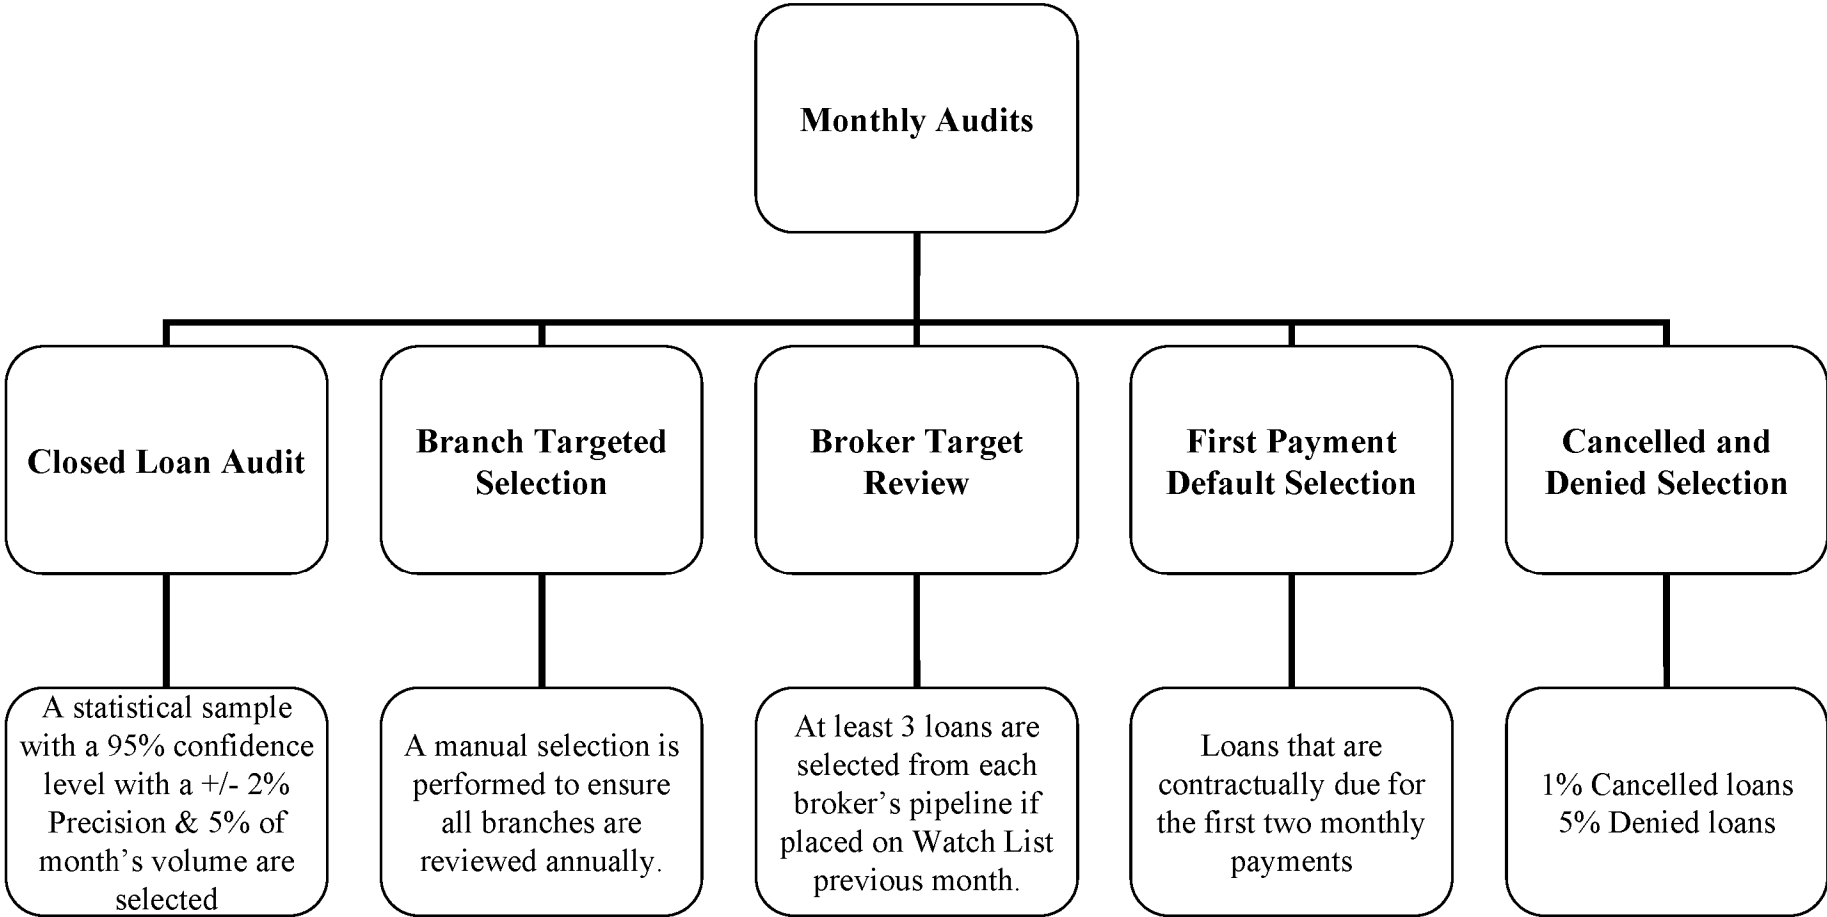 Monthly Audits
Closed Loan Audit
Branch Targeted
Selection
Broker Target
Review
First Payment
Default Selection
Cancelled and
Denied Selection
A statistical sample
with a 95% confidence
level with a +/- 2%
Precision & 5% of
month’s volume are
selected
A manual selection is
performed to ensure
all branches are
reviewed annually.
At least 3 loans are
selected from each
broker’s pipeline if
placed on Watch List
previous month.
Loans that are
contractually due for
the first two monthly
payments
1% Cancelled loans
5% Denied loans